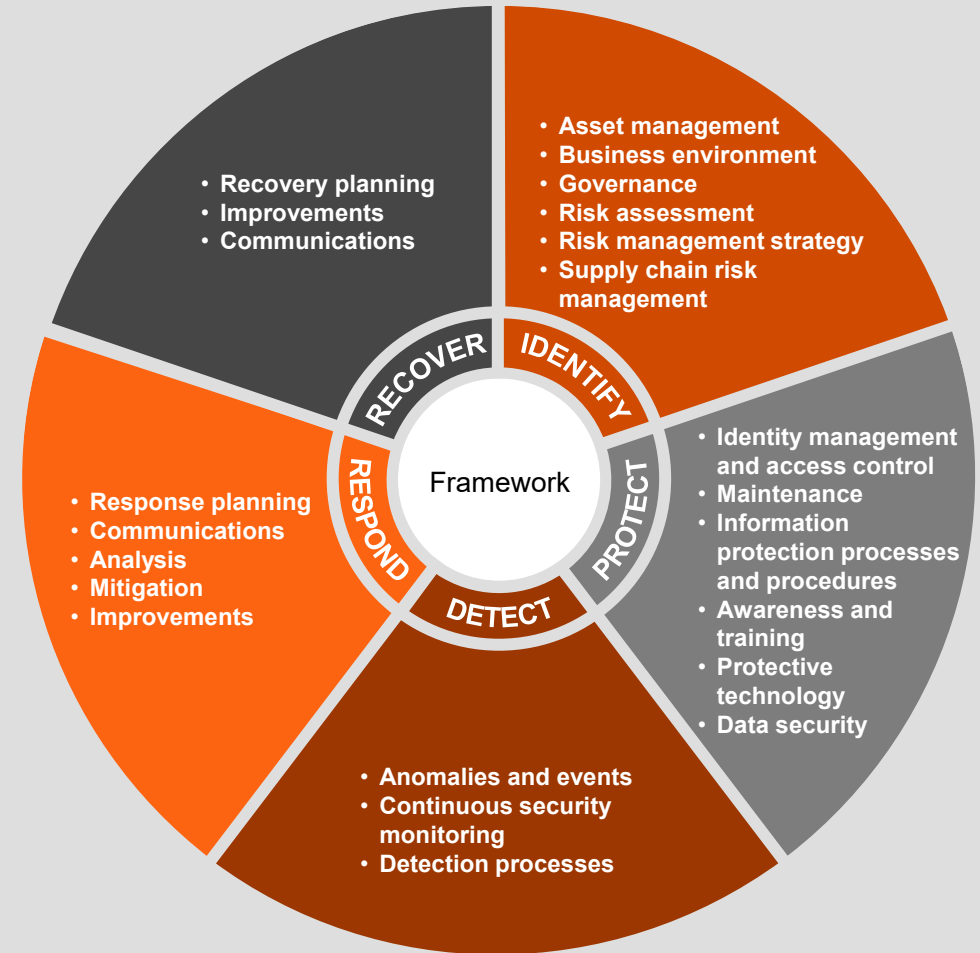 • Asset management
• Business environment
• Governance
• Risk assessment
• Risk management strategy
• Supply chain risk
management
IDENTIFY
• Identity management
and access control
• Maintenance
• Information
protection processes
and procedures
• Awareness and
training
• Protective
technology
• Data security
PROTECT
• Anomalies and events
• Continuous security
monitoring
• Detection processes
DETECT
• Response planning
• Communications
• Analysis
• Mitigation
• Improvements
RESPOND
• Recovery planning
• Improvements
• Communications
RECOVER
Framework